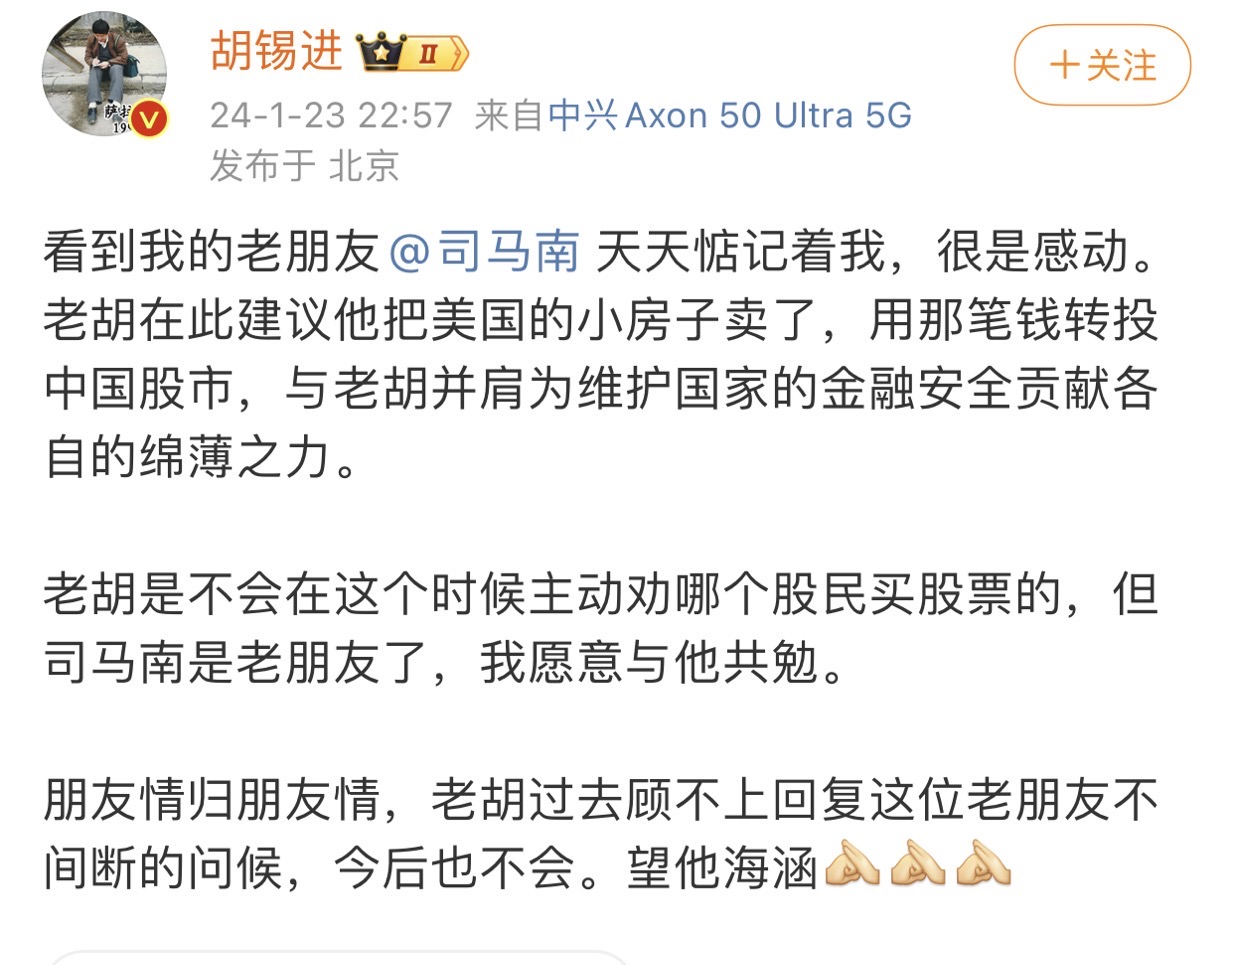 胡锡进 II
+关注
24-1-23 22:57 来自中兴Axon 50 Ultra 5G
发布于 北京
看到我的老朋友@司马南 天天惦记着我，很是感动。
老胡在此建议他把美国的小房子卖了，用那笔钱转投
中国股市，与老胡并肩为维护国家的金融安全贡献各
自的绵薄之力。
老胡是不会在这个时候主动劝哪个股民买股票的，但
司马南是老朋友了，我愿意与他共勉。
朋友情归朋友情，老胡过去顾不上回复这位老朋友不
间断的问候，今后也不会。望他海涵